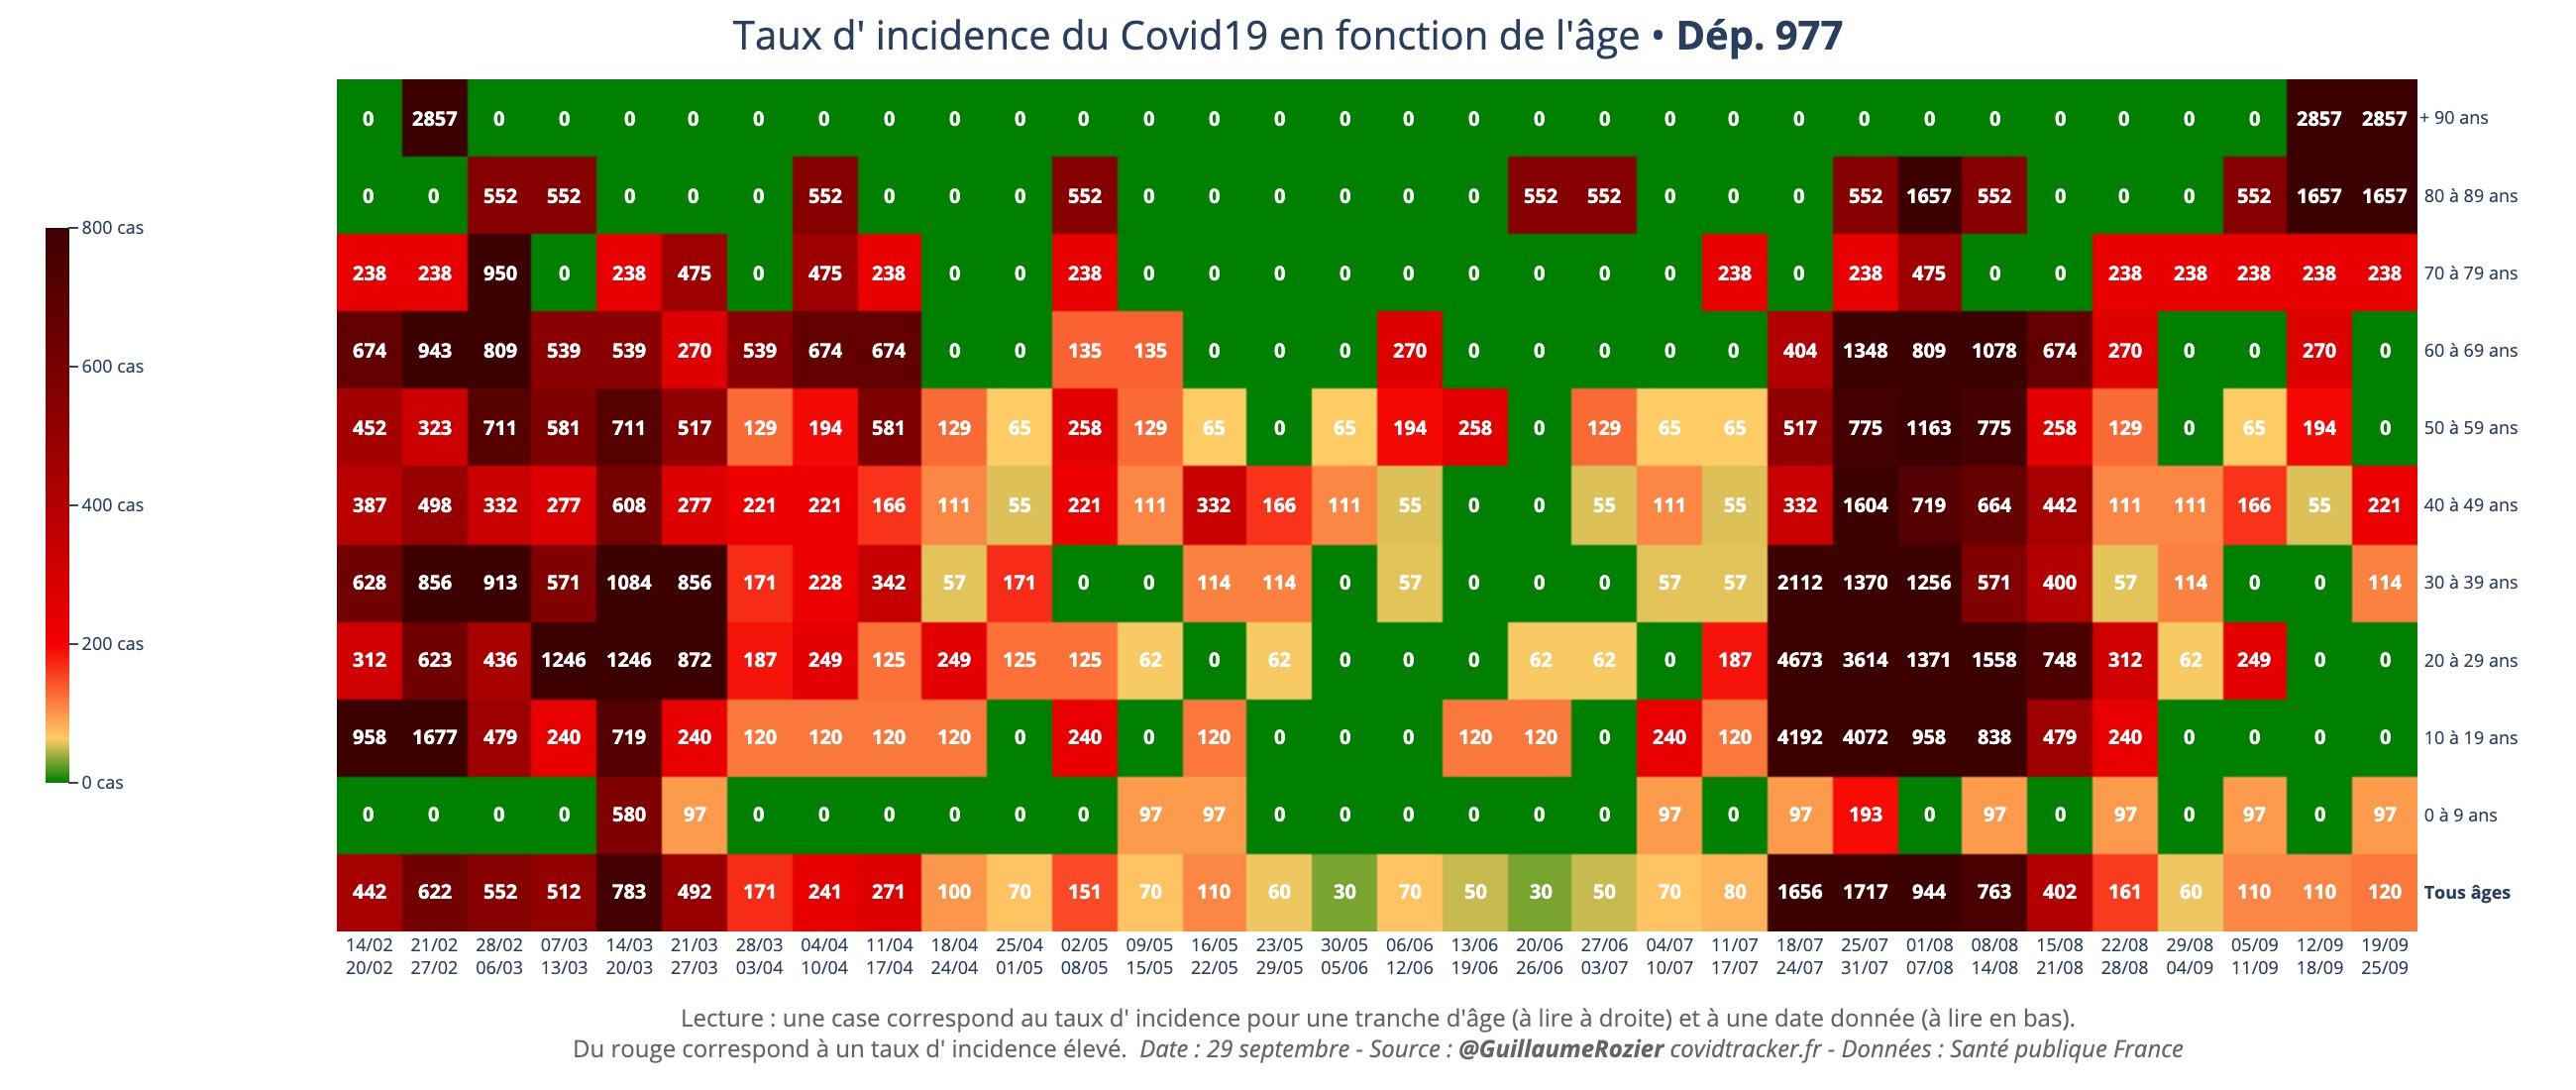 Taux d' incidence du Covid19 en fonction de l'âge • Dép. 977
0 2857 0 0 0 0 0 0 0 0 0 0 0 0 0 0 0 0 0 0 0 0 0 0 0 0 0 0 0 0 2857 2857 + 90 ans
0 0 552 552 0 0 0 552 0 0 0 552 0 0 0 0 0 0 552 552 0 0 0 552 1657 552 0 0 0 552 1657 1657 80 à 89 ans
800 cas
238 238 950 0 238 475 0 475 238 0 0 238 0 0 0 0 0 0 0 0 0 238 0 238 475 0 0 238 238 238 238 238 70 à 79 ans
674 943 809 539 539 270 539 674 674 0 0 135 135 0 0 0 270 0 0 0 0 0 404 1348 809 1078 674 270 0 0 270 0 60 à 69 ans
600 cas
452 323 711 581 711 517 129 194 581 129 65 258 129 65 0 65 194 258 0 129 65 65 517 775 1163 775 258 129 0 65 194 0 50 à 59 ans
400 cas
387 498 332 277 608 277 221 221 166 111 55 221 111 332 166 111 55 0 0 55 111 55 332 1604 719 664 442 111 111 166 55 221 40 à 49 ans
628 856 913 571 1084 856 171 228 342 57 171 0 0 114 114 0 57 0 0 0 57 57 2112 1370 1256 571 400 57 114 0 0 114 30 à 39 ans
200 cas
312 623 436 1246 1246 872 187 249 125 249 125 125 62 0 62 0 0 0 62 62 0 187 4673 3614 1371 1558 748 312 62 249 0 0 20 à 29 ans
958 1677 479 240 719 240 120 120 120 120 0 240 0 120 0 0 0 120 120 0 240 120 4192 4072 958 838 479 240 0 0 0 0 10 à 19 ans
0 cas
0 0 0 0 580 97 0 0 0 0 0 0 97 97 0 0 0 0 0 0 97 0 97 193 0 97 0 97 0 97 0 97 0 à 9 ans
442 622 552 512 783 492 171 241 271 100 70 151 70 110 60 30 70 50 30 50 70 80 1656 1717 944 763 402 161 60 110 110 120 Tous âges
14/02 21/02 28/02 07/03 14/03 21/03 28/03 04/04 11/04 18/04 25/04 02/05 09/05 16/05 23/05 30/05 06/06 13/06 20/06 27/06 04/07 11/07 18/07 25/07 01/08 08/08 15/08 22/08 29/08 05/09 12/09 19/09
20/02 27/02 06/03 13/03 20/03 27/03 03/04 10/04 17/04 24/04 01/05 08/05 15/05 22/05 29/05 05/06 12/06 19/06 26/06 03/07 10/07 17/07 24/07 31/07 07/08 14/08 21/08 28/08 04/09 11/09 18/09 25/09
Lecture : une case correspond au taux d' incidence pour une tranche d'âge (à lire à droite) et à une date donnée (à lire en bas).
Du rouge correspond à un taux d' incidence élevé. Date : 29 septembre - Source : @GuillaumeRozier covidtracker.fr - Données : Santé publique France